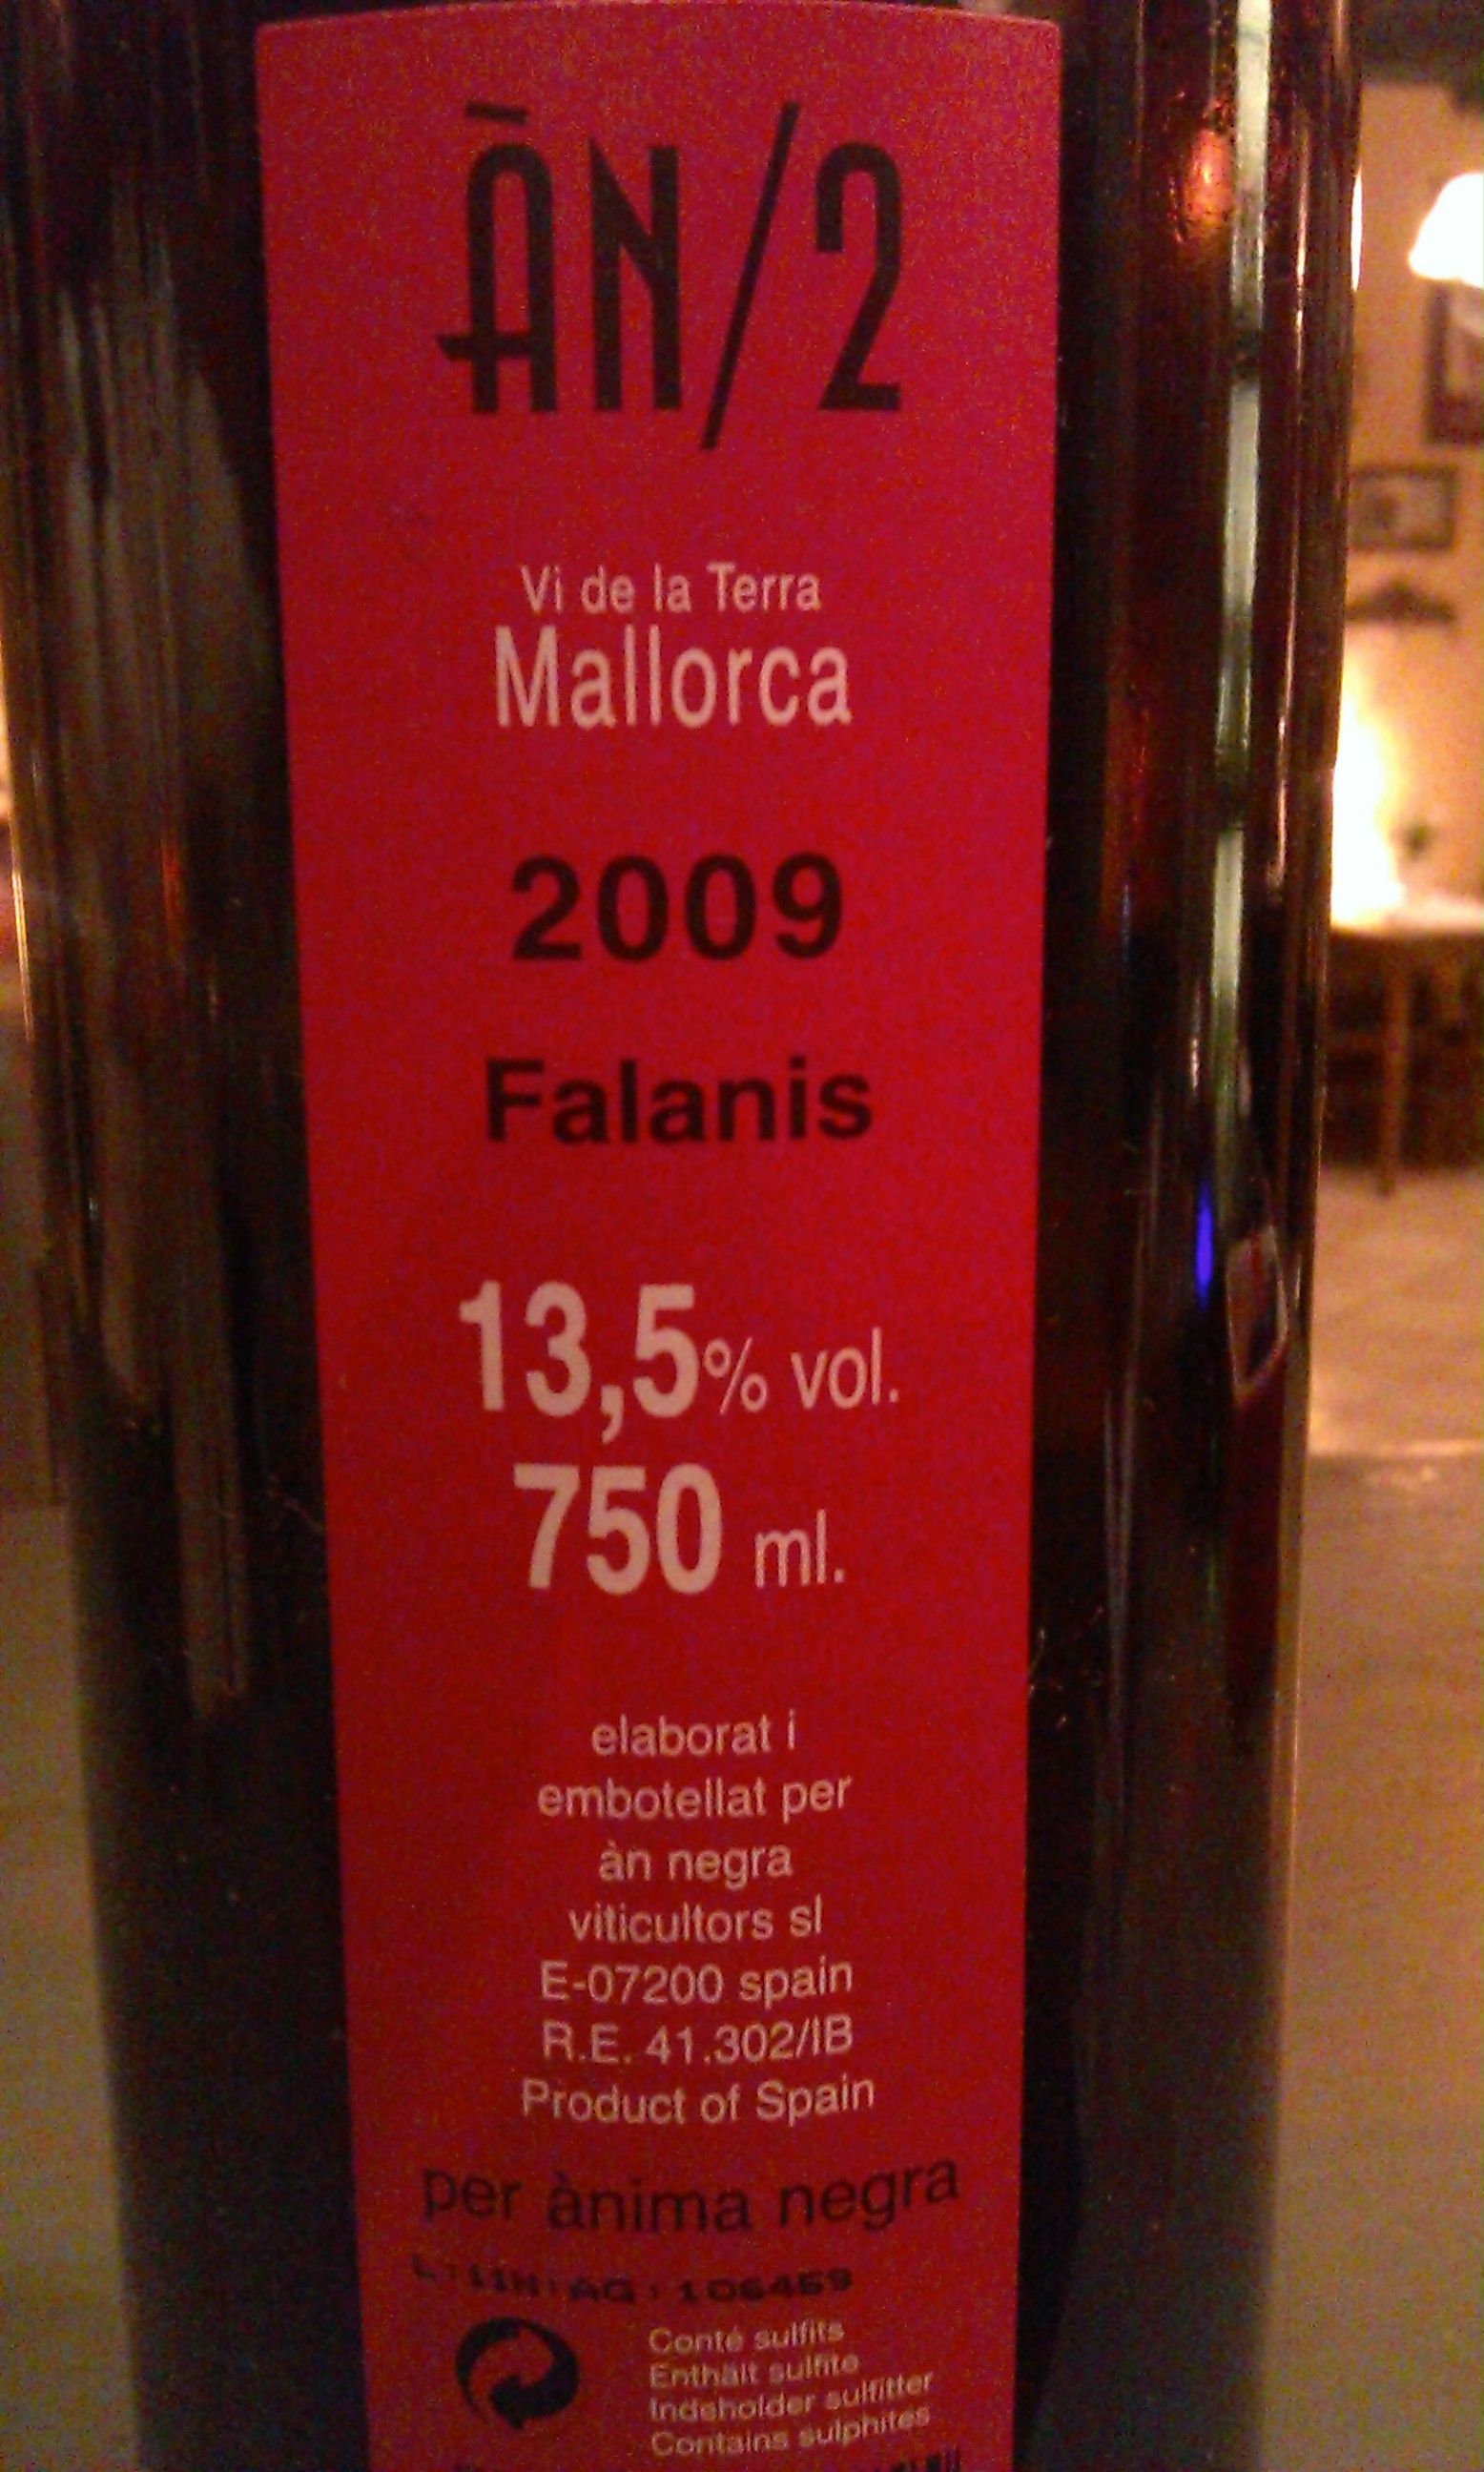 ÀN/2
Vi de la Terra
Mallorca
2009
Falanis
13,5% vol.
750 ml.
elaborat i
embotellat per
àn negra
viticultors sl
E-07200 spain
R.E. 41.302/IB
Product of Spain
per ànima negra
106469
Conté sulfits
Enthält sulfite
Indeholder sulfitter
Contains sulphites